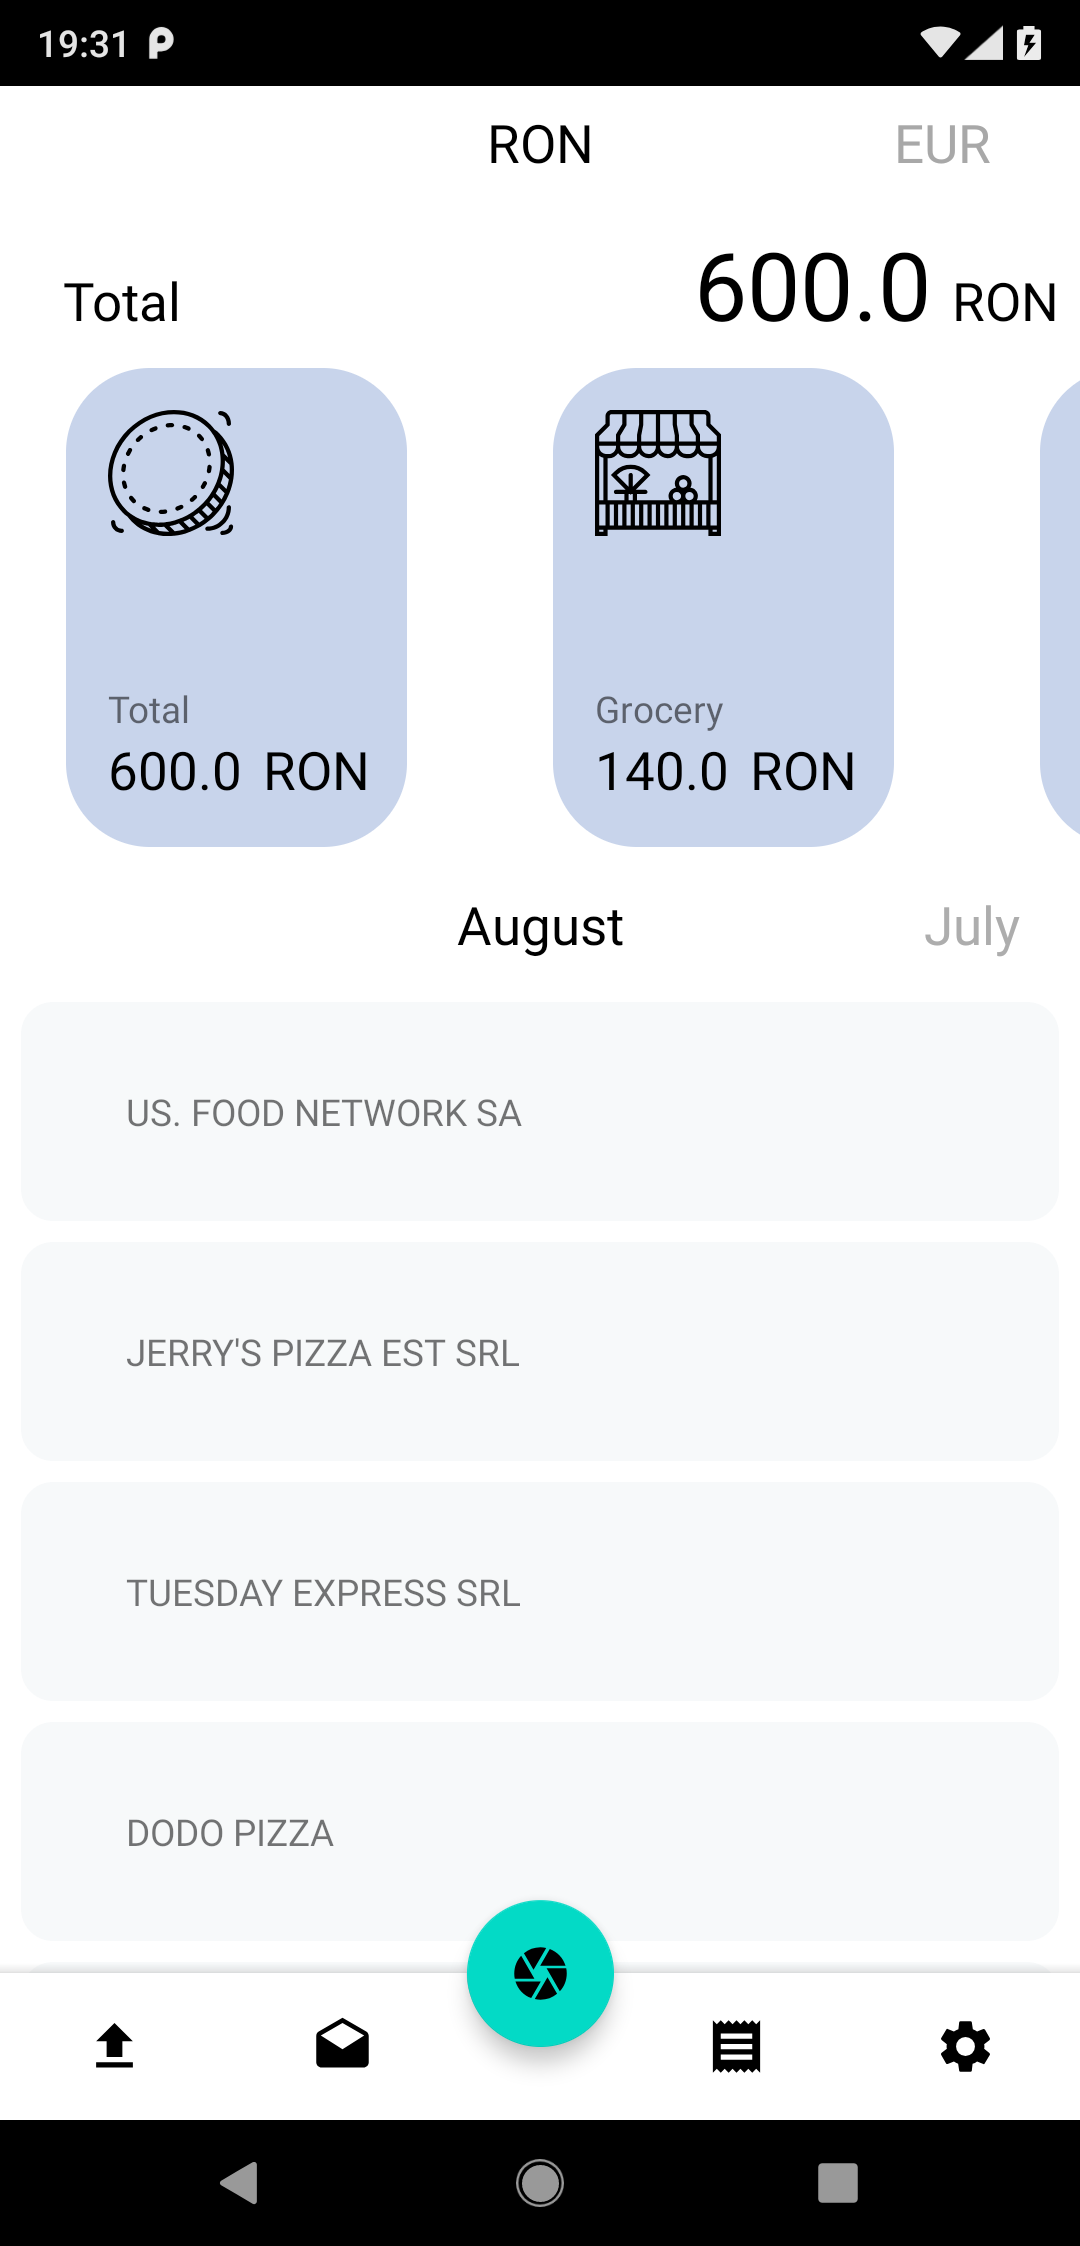 19:31
RON EUR
Total 600.0 RON
Total
600.0 RON
Grocery
140.0 RON
August July
US. FOOD NETWORK SA
JERRY'S PIZZA EST SRL
TUESDAY EXPRESS SRL
DODO PIZZA